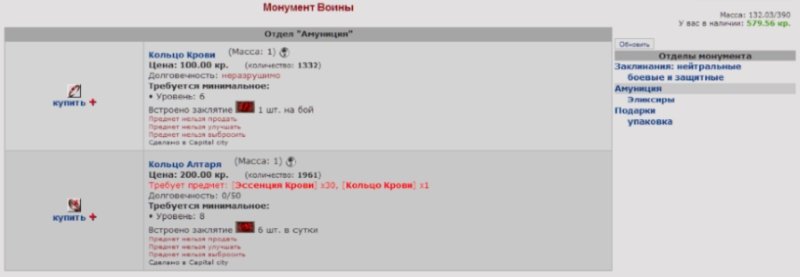 Монумент Воины
Масса: 132.03/390
У вас в наличии: 579.56 кр.
Обновить
Отделы монумента
Заклинания: нейтральные
боевые и защитные
Амуниция
Эликсиры
Подарки
упаковка
Отдел "Амуниция"
купить +
Кольцо Крови (Масса: 1)
Цена: 100.00 кр. (количество: 1332)
Долговечность: неразрушимо
Требуется минимальное:
• Уровень: 6
Встроено заклятие 1 шт. на бой
Предмет нельзя продать
Предмет нельзя улучшать
Предмет нельзя выбросить
Сделано в Capital city
купить +
Кольцо Алтаря (Масса: 1)
Цена: 200.00 кр. (количество: 1961)
Требует предмет: [Эссенция Крови] x30, [Кольцо Крови] x1
Долговечность: 0/50
Требуется минимальное:
• Уровень: 8
Встроено заклятие 6 шт. в сутки
Предмет нельзя продать
Предмет нельзя улучшать
Предмет нельзя выбросить
Сделано в Capital city